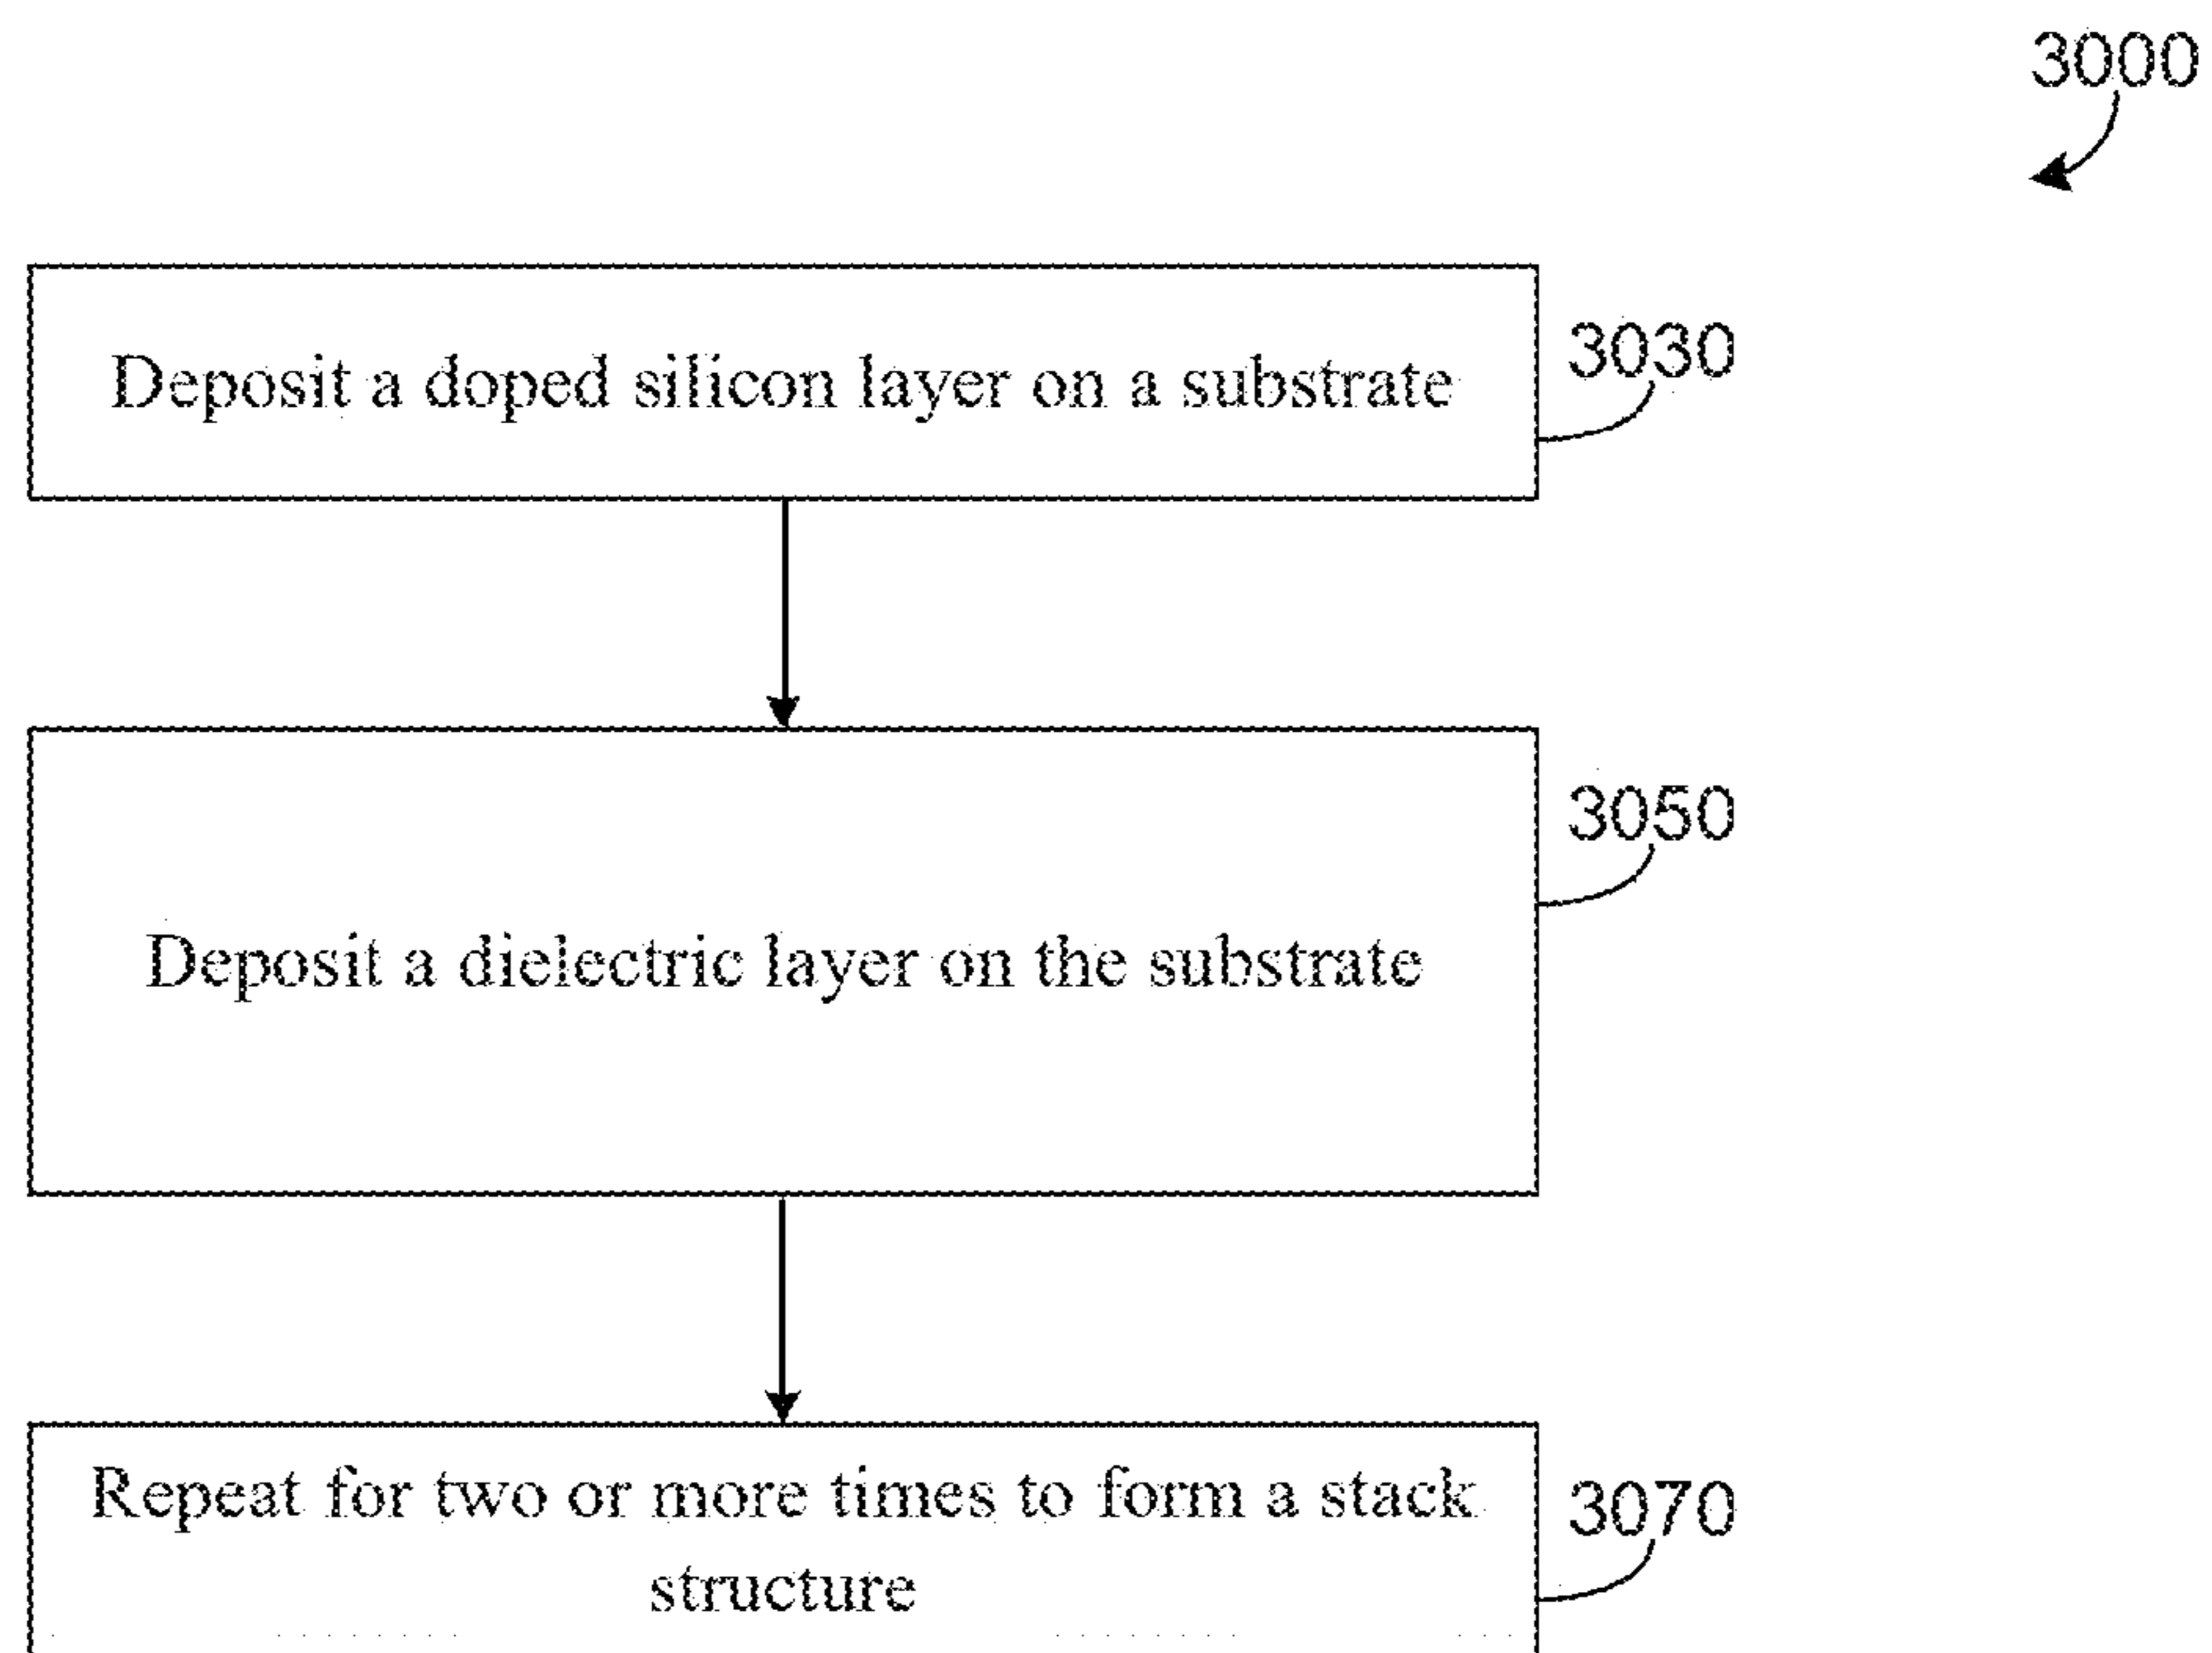 3000
Deposit a doped silicon layer on a substrate
3030
Deposit a dielectric layer on the substrate
3050
Repeat for two or more times to form a stack
structure
3070